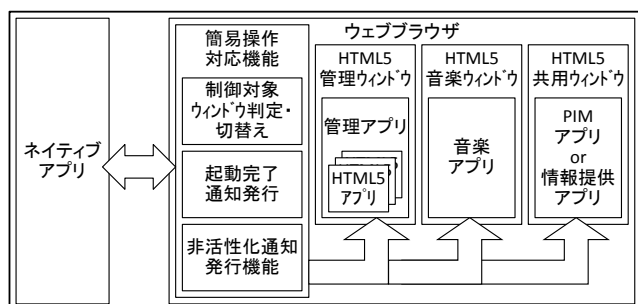 ウェブブラウザ
ネイティブ
アプリ
簡易操作
対応機能
制御対象
ウィンドウ判定・
切替え
起動完了
通知発行
非活性化通知
発行機能
HTML5
管理ウィンドウ
管理アプリ
HTML5
アプリ
HTML5
音楽ウィンドウ
音楽
アプリ
HTML5
共用ウィンドウ
PIM
アプリ
or
情報提供
アプリ